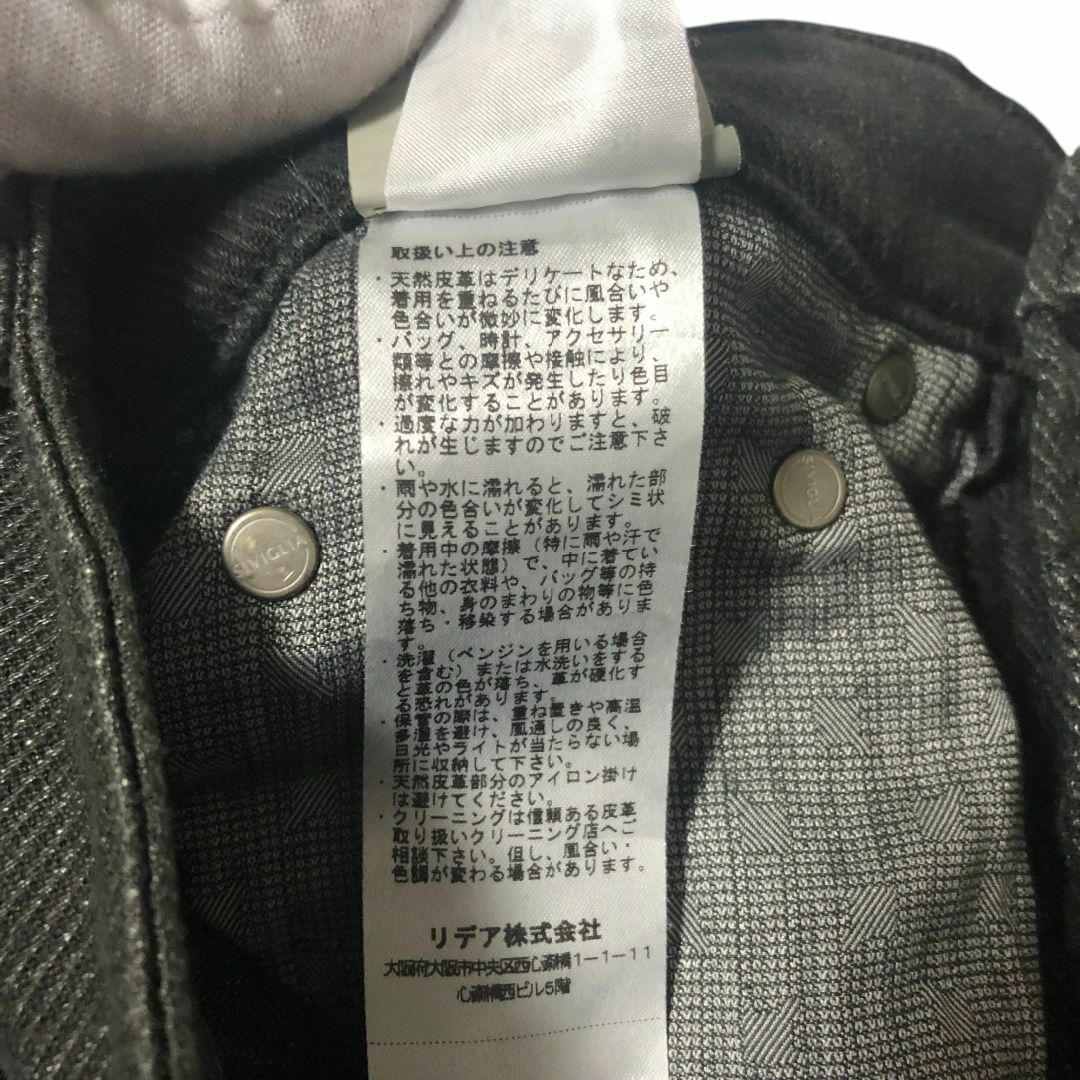 取扱い上の注意
・天然皮革はデリケートなため、
着用を重ねるたびに風合いや
色合いが微妙に変化します。
・バッグ、時計、アクセサリー
類等との摩擦や接触により、
擦れやキズが発生したり色目
が変化することがあります。
・過度な力が加わりますと、破
れが生じますのでご注意下さ
い。
・雨や水に濡れると、濡れた部
分の色合いが変化してシミ状
に見えることがあります。
・着用中の摩擦（特に雨や汗で
濡れた状態）で、中に着てい
る他の衣料や、バッグ等の持
ち物、身のまわりの物等に色
落ち・移染する場合がありま
す。
・洗濯（ベンジンを用いる場合
を含む）または水洗いをする
と革の色が落ち、革が硬化す
る恐れがあります。
・保管の際は、重ね置きや高温
多湿を避け、風通しの良く、
日光やライトが当たらない場
所に収納して下さい。
・天然皮革部分のアイロン掛け
は避けてください。
・クリーニングは信頼ある皮革
取り扱いクリーニング店へご
相談下さい。但し、風合い・
色調が変わる場合があります。
リデア株式会社
大阪府大阪市中央区西心斎橋1-1-11
心斎橋西ビル5階
SIVIGLIA
SIVIGLIA